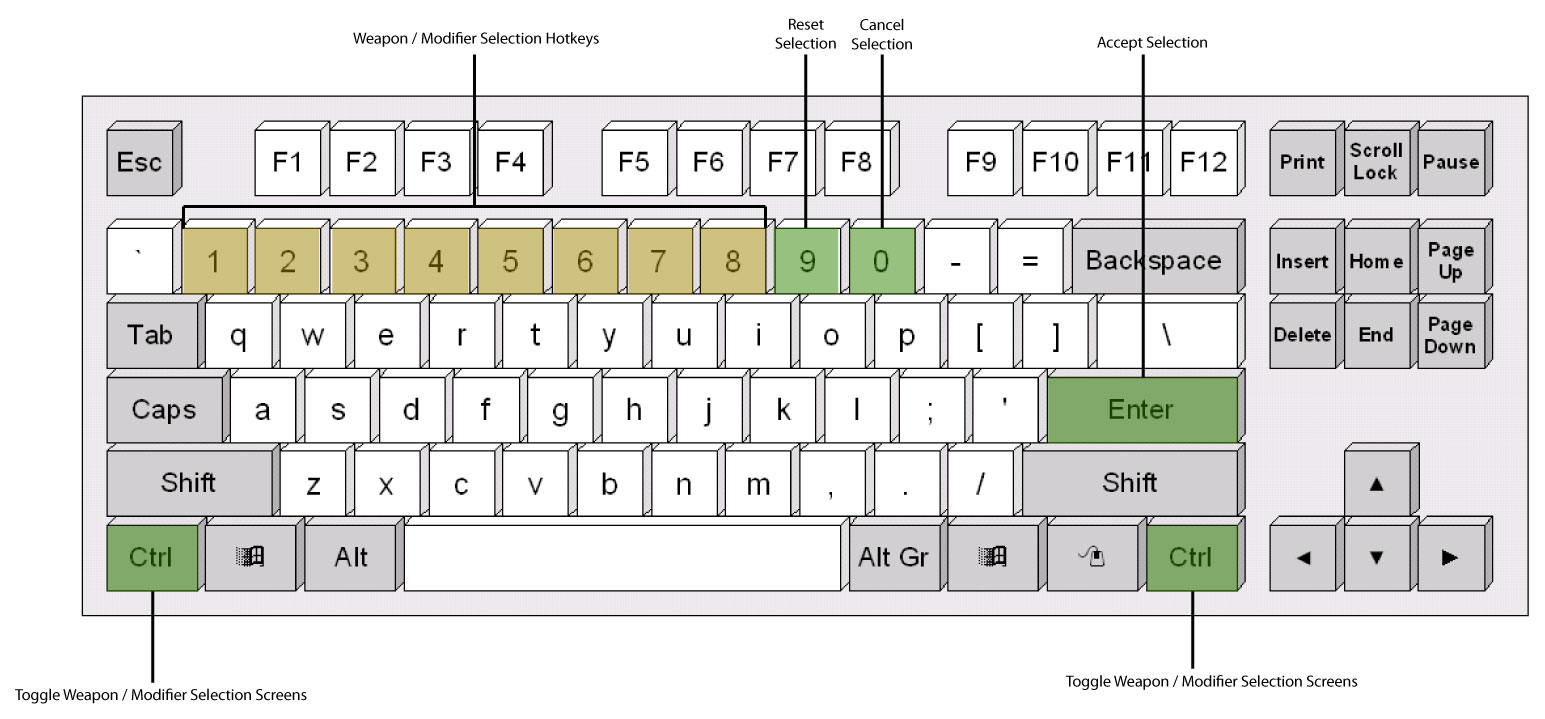 Weapon / Modifier Selection Hotkeys
Reset
Selection
Cancel
Selection
Accept Selection
Esc F1 F2 F3 F4 F5 F6 F7 F8 F9 F10 F11 F12 Print Scroll Lock Pause
` 1 2 3 4 5 6 7 8 9 0 - = Backspace Insert Home Page Up
Tab q w e r t y u i o p [ ] \ Delete End Page Down
Caps a s d f g h j k l ; ' Enter
Shift z x c v b n m , . / Shift ▲
Ctrl Alt Alt Gr Ctrl ◄ ▼ ►
Toggle Weapon / Modifier Selection Screens
Toggle Weapon / Modifier Selection Screens